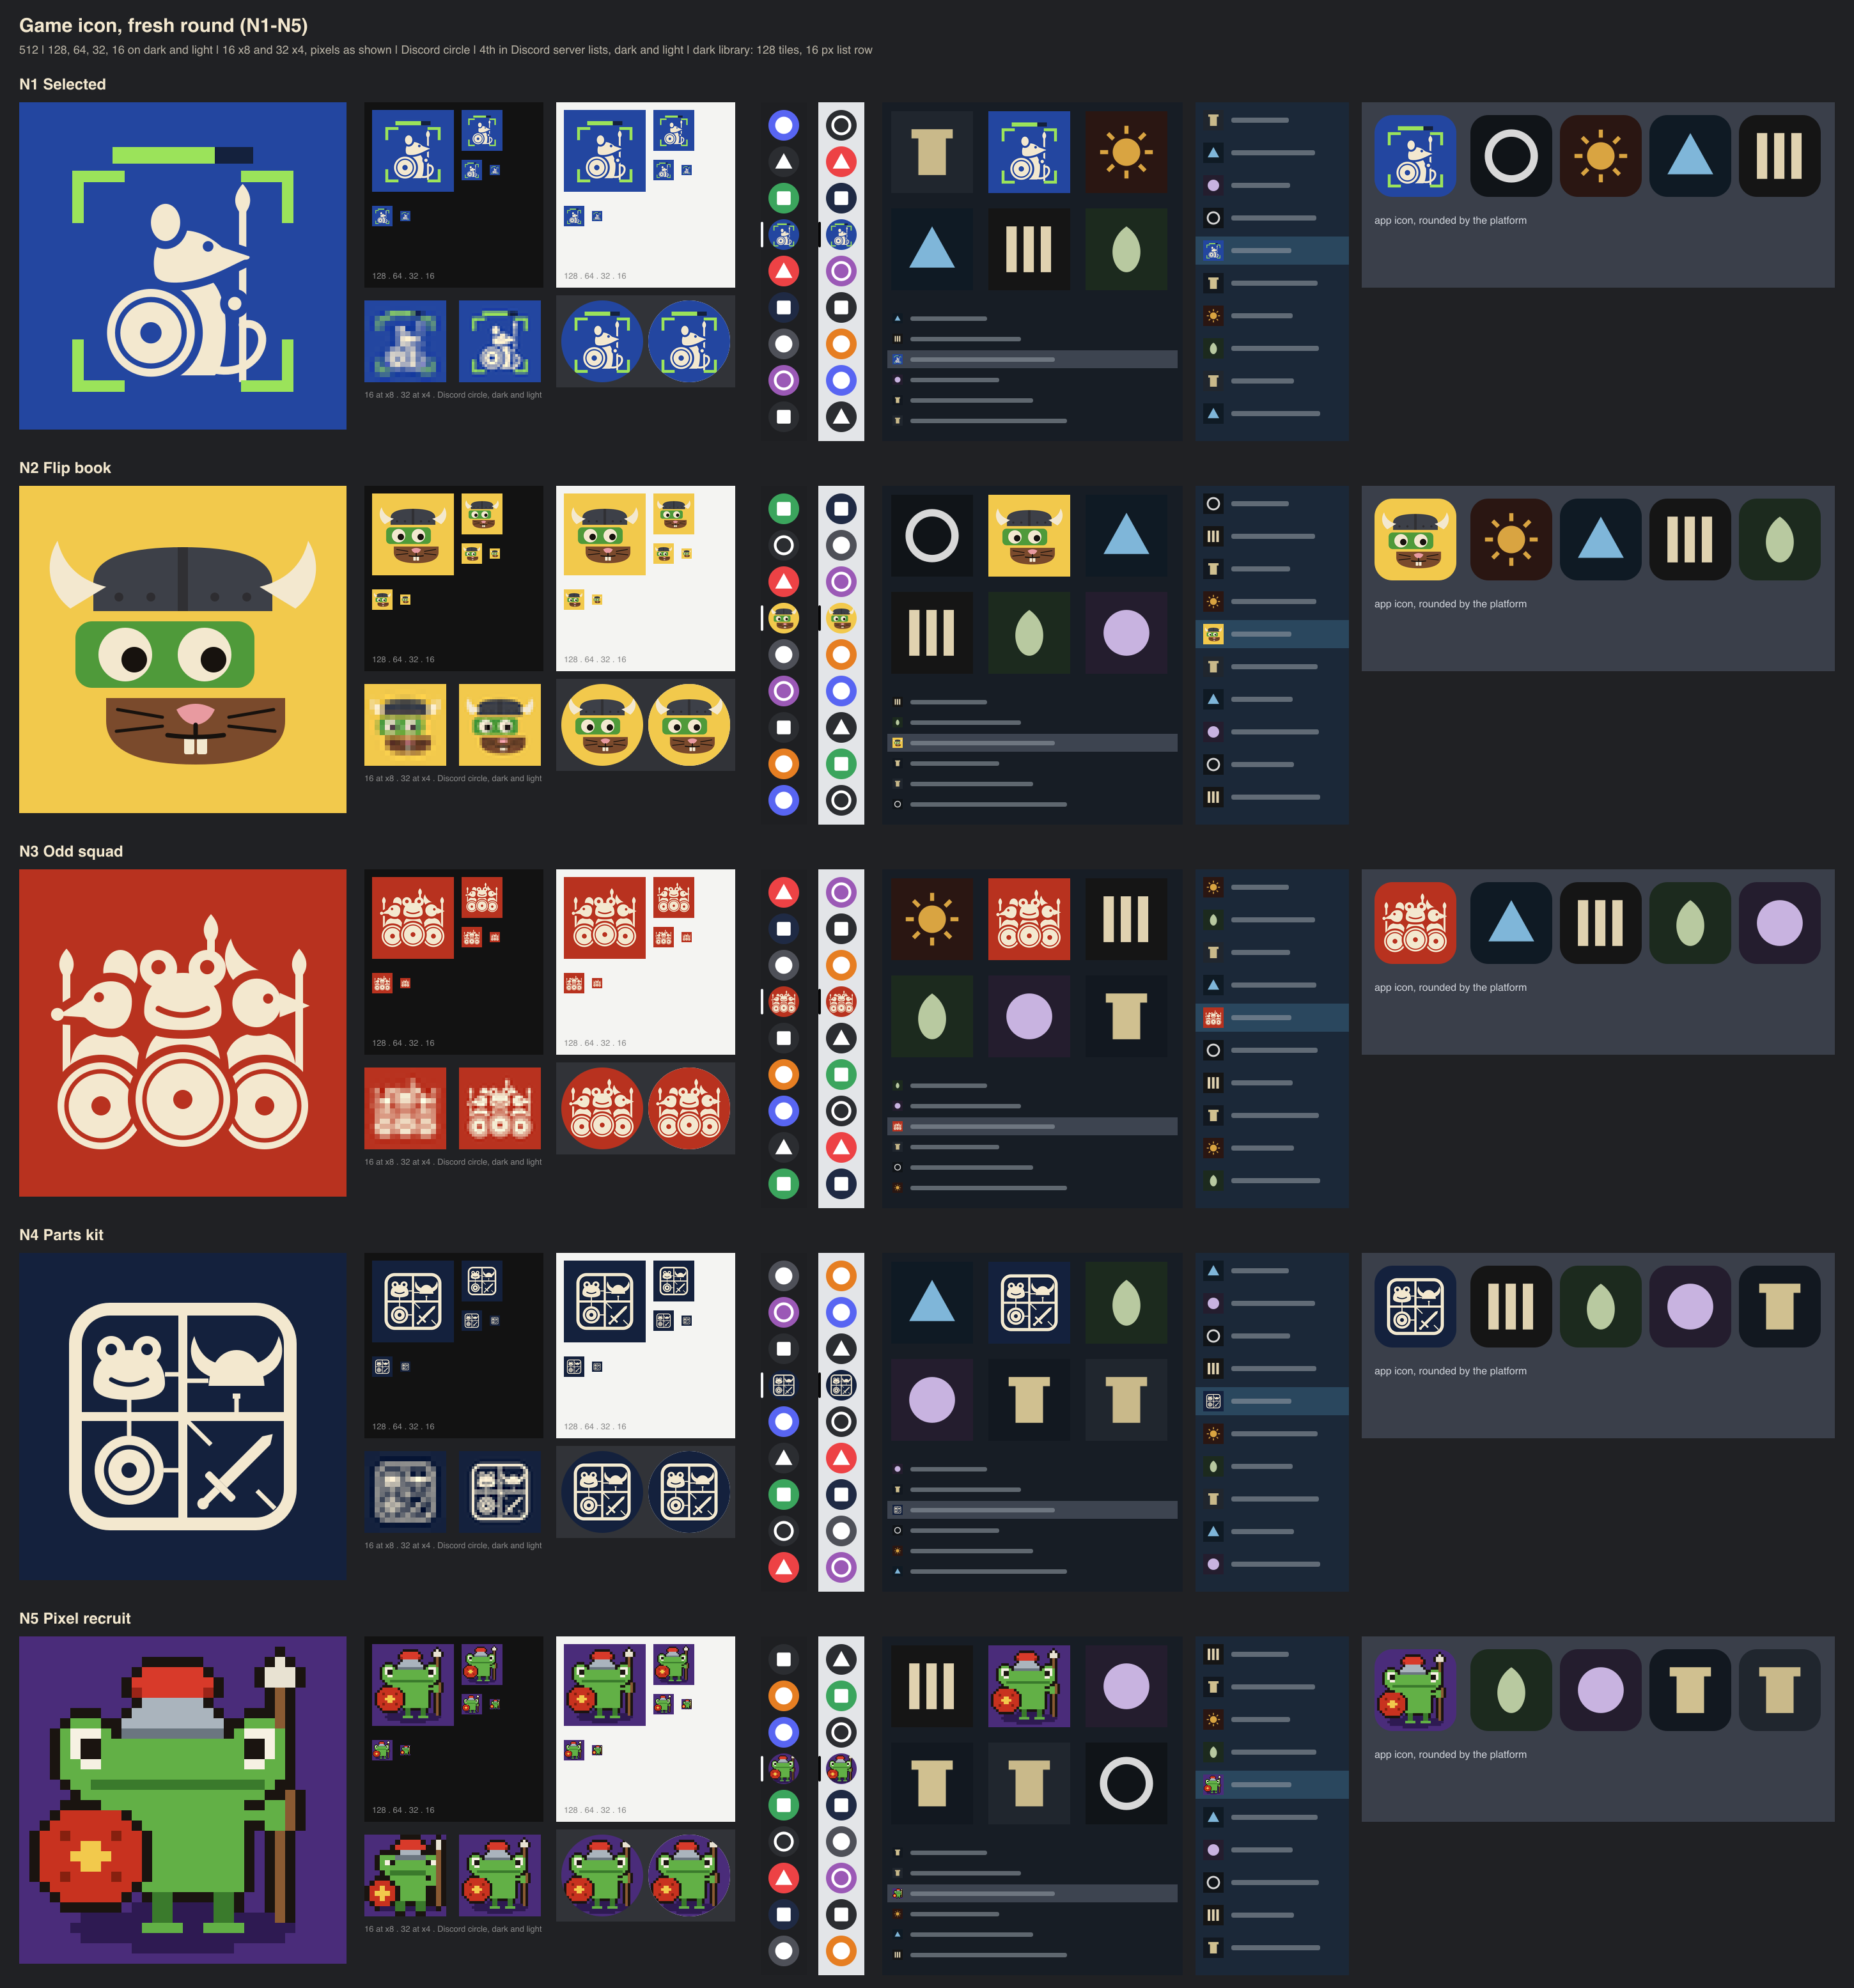 Game icon, fresh round (N1-N5)
512 | 128, 64, 32, 16 on dark and light | 16 x8 and 32 x4, pixels as shown | Discord circle | 4th in Discord server lists, dark and light | dark library: 128 tiles, 16 px list row
N1 Selected
128 . 64 . 32 . 16
128 . 64 . 32 . 16
app icon, rounded by the platform
16 at x8 . 32 at x4 . Discord circle, dark and light
N2 Flip book
128 . 64 . 32 . 16
128 . 64 . 32 . 16
app icon, rounded by the platform
16 at x8 . 32 at x4 . Discord circle, dark and light
N3 Odd squad
128 . 64 . 32 . 16
128 . 64 . 32 . 16
app icon, rounded by the platform
16 at x8 . 32 at x4 . Discord circle, dark and light
N4 Parts kit
128 . 64 . 32 . 16
128 . 64 . 32 . 16
app icon, rounded by the platform
16 at x8 . 32 at x4 . Discord circle, dark and light
N5 Pixel recruit
128 . 64 . 32 . 16
128 . 64 . 32 . 16
app icon, rounded by the platform
16 at x8 . 32 at x4 . Discord circle, dark and light